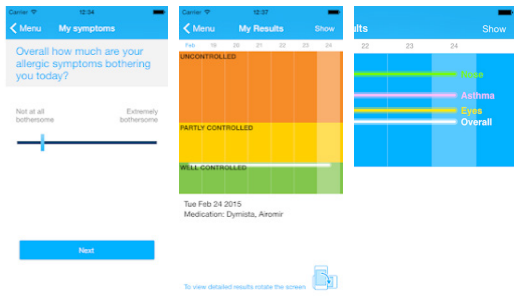 Carrier 12:34
Menu My symptoms
Overall how much are your
allergic symptoms bothering
you today?
Not at all
bothersome
Extremely
bothersome
Next
Carrier 12:37
Menu My Results Show
Feb 19 20 21 22 23 24
UNCONTROLLED
PARTLY CONTROLLED
WELL CONTROLLED
Tue Feb 24 2015
Medication: Dymista, Airomir
To view detailed results rotate the screen
ults Show
22 23 24
Nose
Asthma
Eyes
Overall